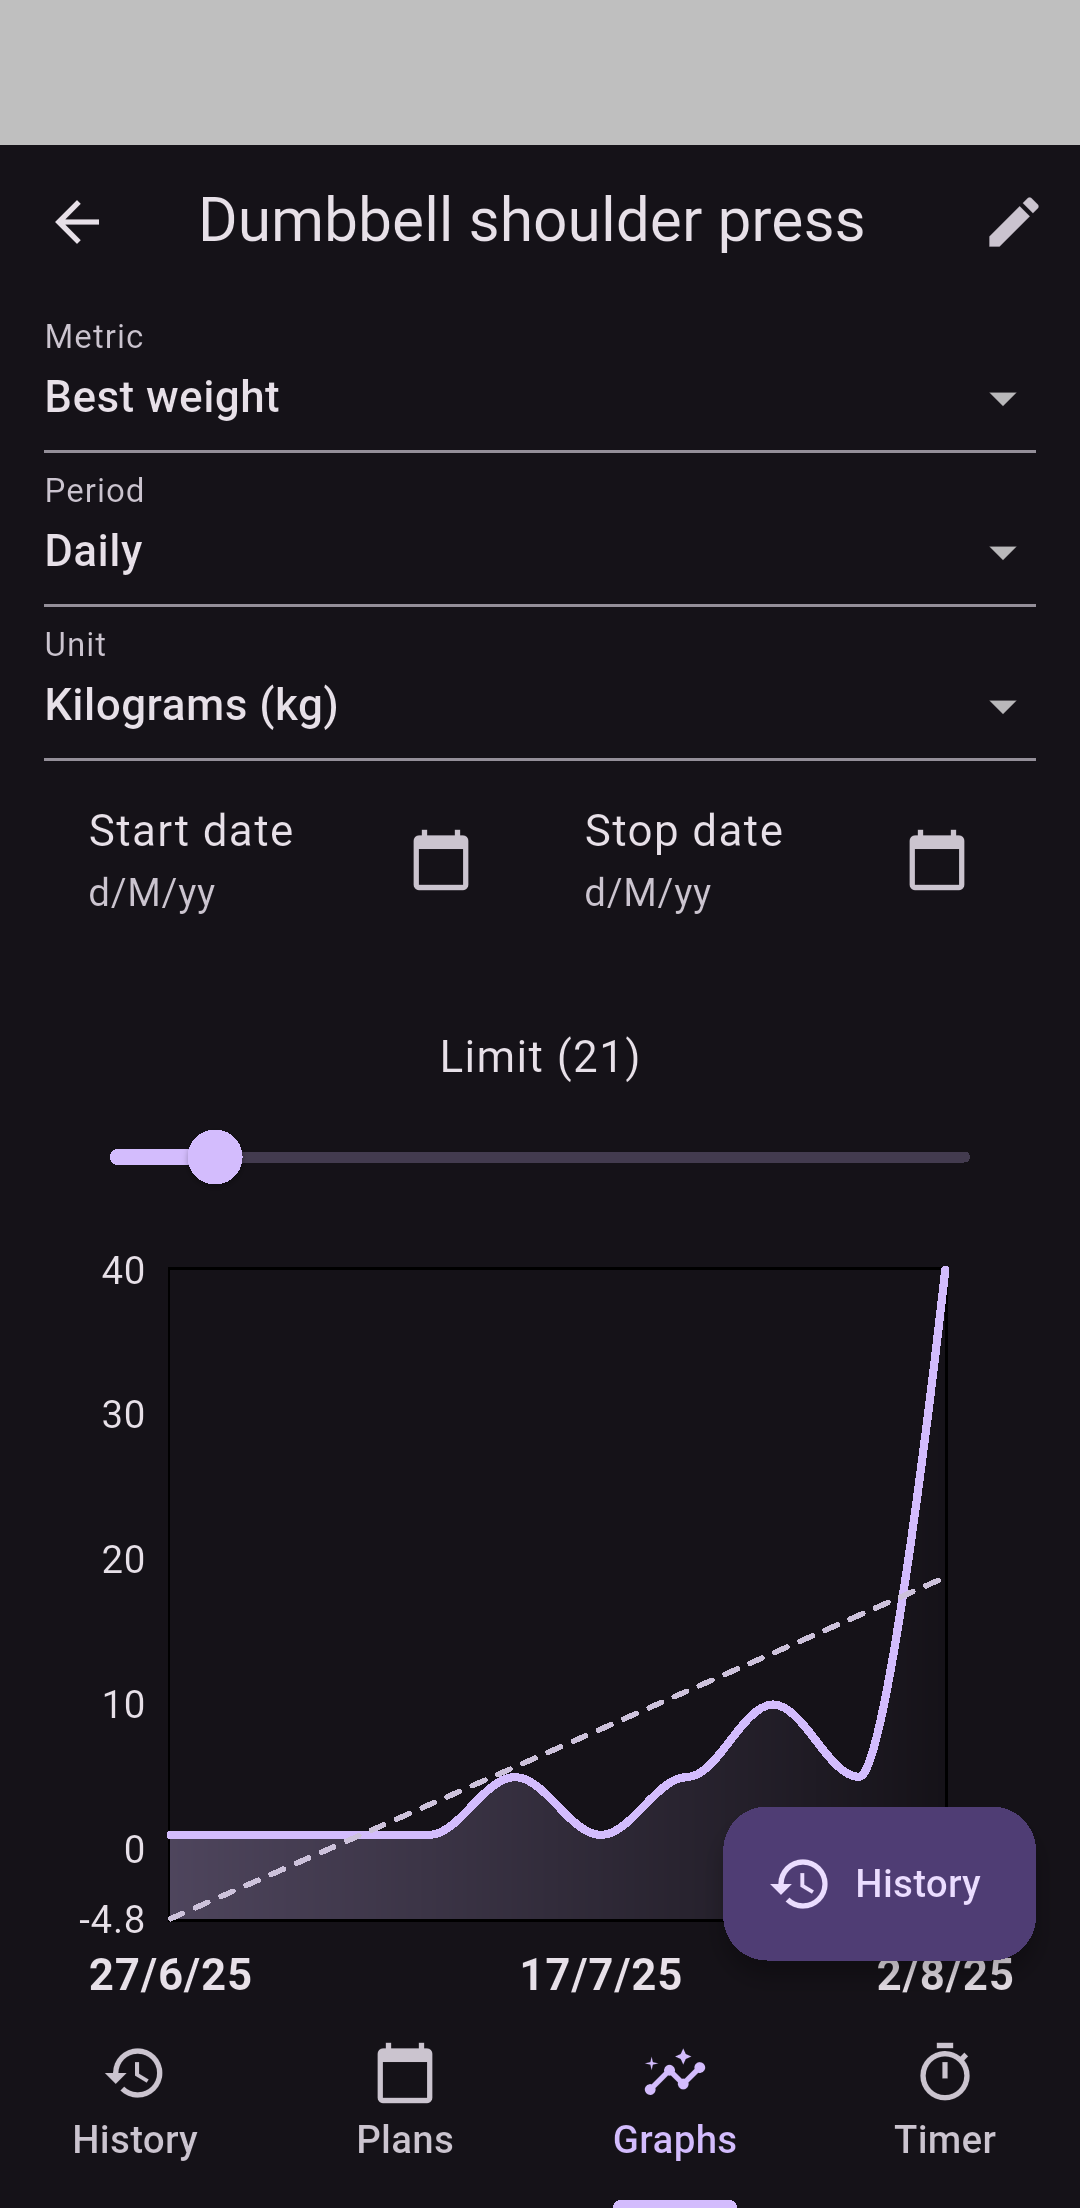 Dumbbell shoulder press
Metric
Best weight
Period
Daily
Unit
Kilograms (kg)
Start date
d/M/yy
Stop date
d/M/yy
Limit (21)
40
30
20
10
0
-4.8
27/6/25
17/7/25
2/8/25
History
History
Plans
Graphs
Timer